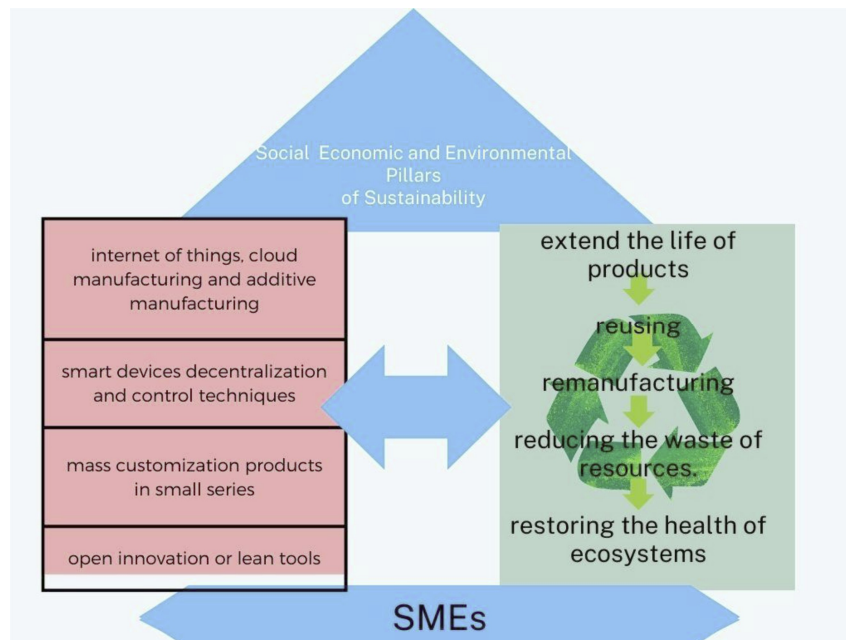 Social Economic and Environmental
Pillars
of Sustainability
internet of things, cloud
manufacturing and additive
manufacturing
smart devices decentralization
and control techniques
mass customization products
in small series
open innovation or lean tools
extend the life of
products
reusing
remanufacturing
reducing the waste of
resources.
restoring the health of
ecosystems
SMEs